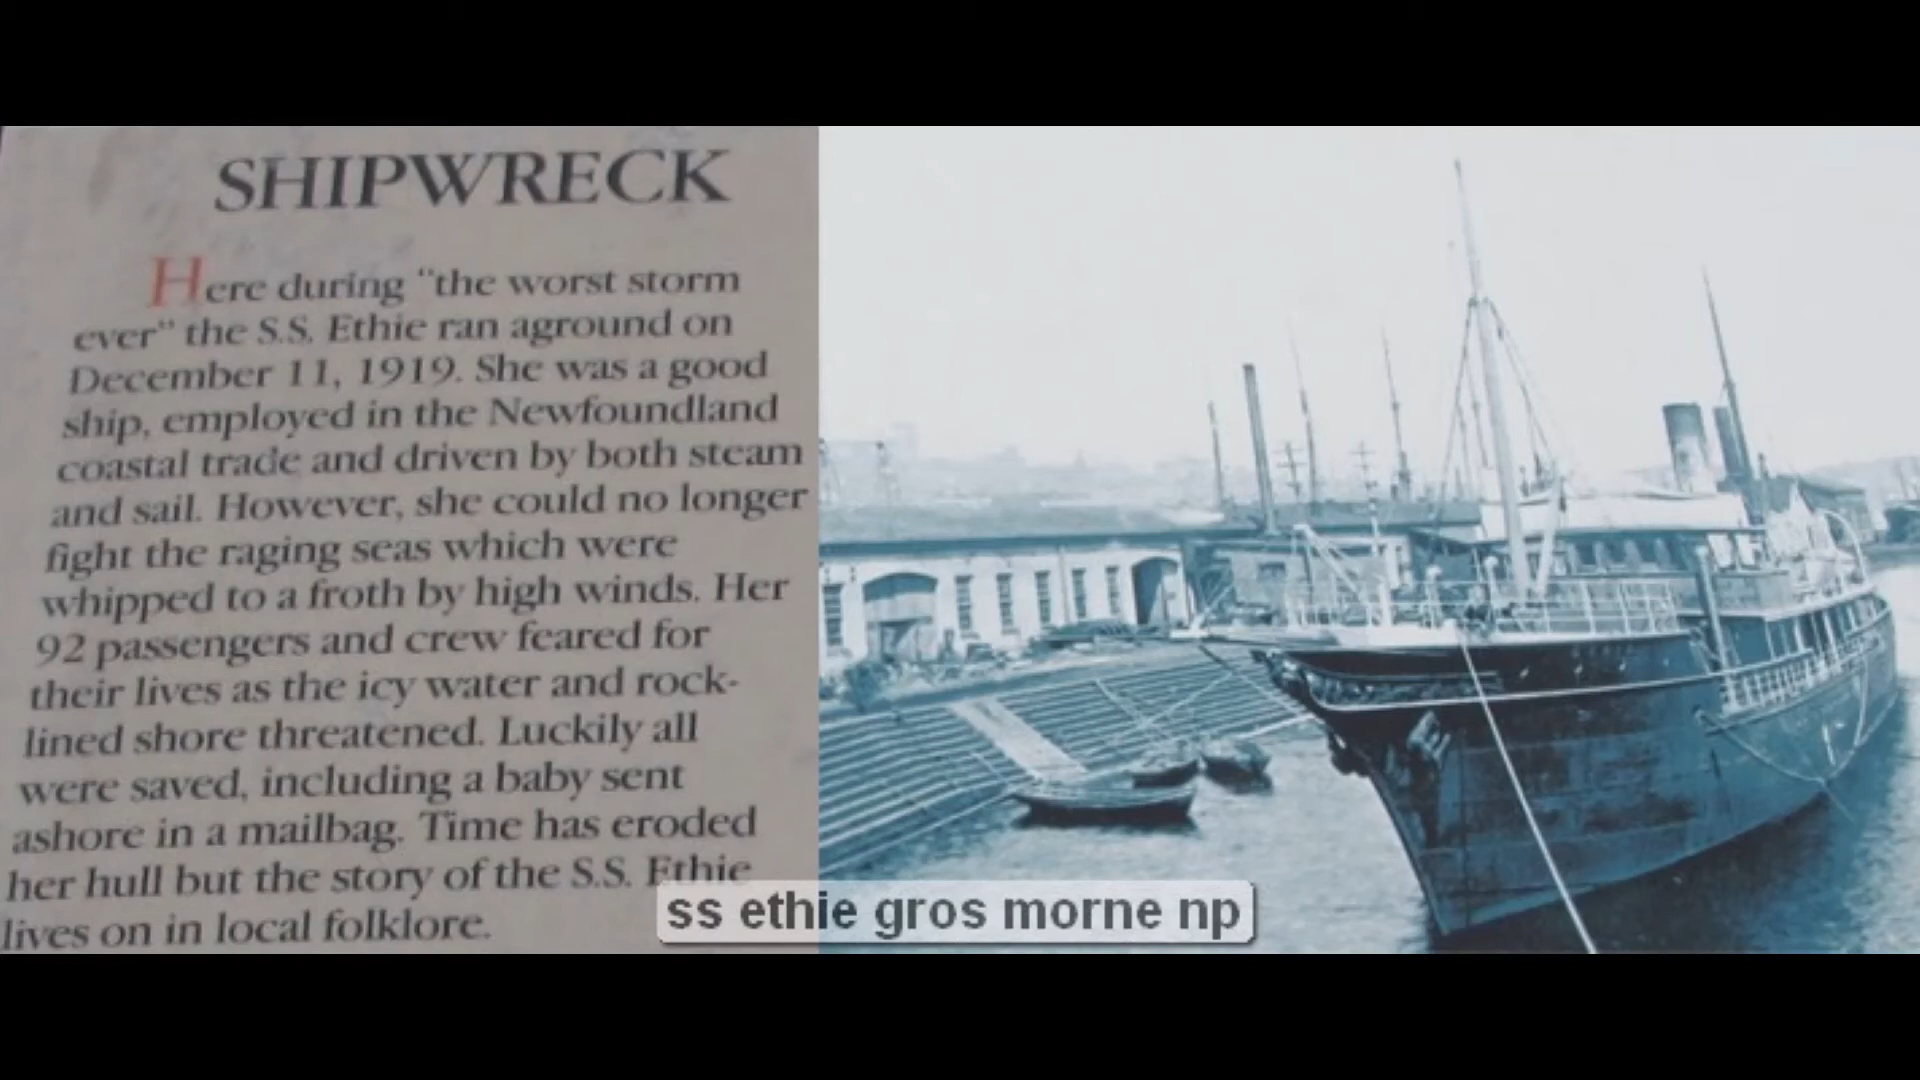 SHIPWRECK
Here during "the worst storm
ever" the S.S. Ethie ran aground on
December 11, 1919. She was a good
ship, employed in the Newfoundland
coastal trade and driven by both steam
and sail. However, she could no longer
fight the raging seas which were
whipped to a froth by high winds. Her
92 passengers and crew feared for
their lives as the icy water and rock-
lined shore threatened. Luckily all
were saved, including a baby sent
ashore in a mailbag. Time has eroded
her hull but the story of the S.S. Ethie
lives on in local folklore.
ss ethie gros morne np